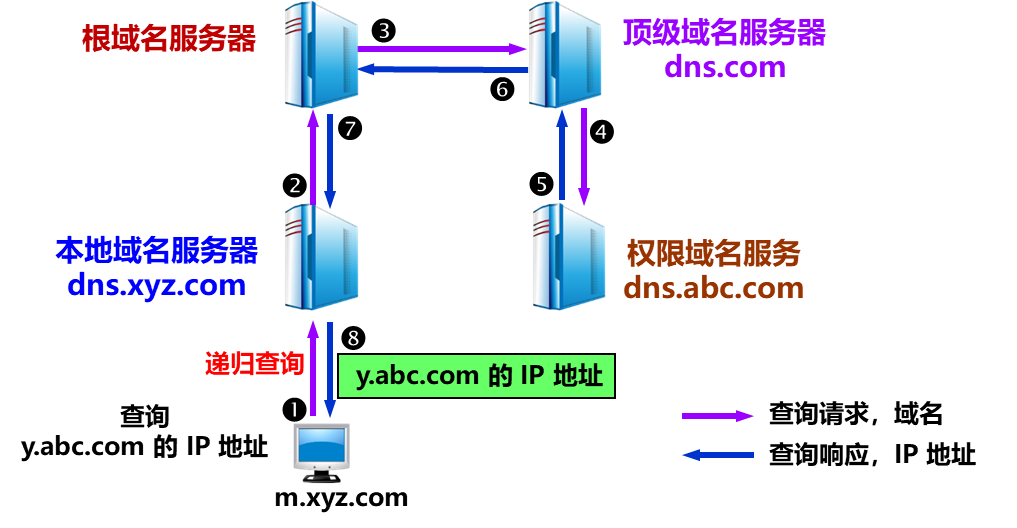 根域名服务器
❸
顶级域名服务器
dns.com
❻
❼
❹
❷
❺
本地域名服务器
dns.xyz.com
权限域名服务
dns.abc.com
❽
递归查询
y.abc.com 的 IP 地址
❶
查询
y.abc.com 的 IP 地址
查询请求，域名
查询响应，IP 地址
m.xyz.com